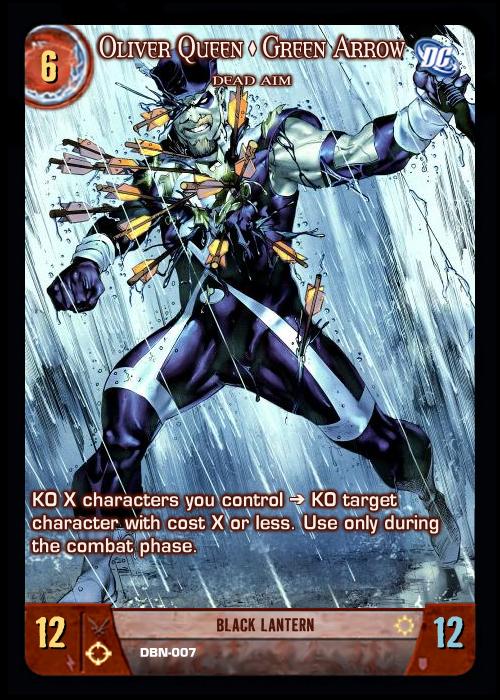 6
OLIVER QUEEN ♦ GREEN ARROW
DC
DEAD AIM
KO X characters you control ➔ KO target
character with cost X or less. Use only during
the combat phase.
12
BLACK LANTERN
12
DBN-007